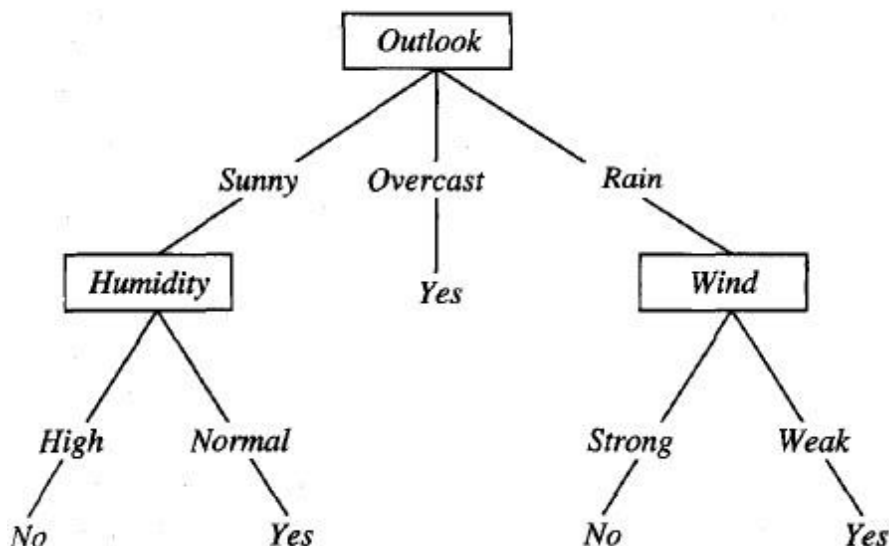 Outlook
Sunny Overcast Rain
Humidity Yes Wind
High Normal Strong Weak
No Yes No Yes